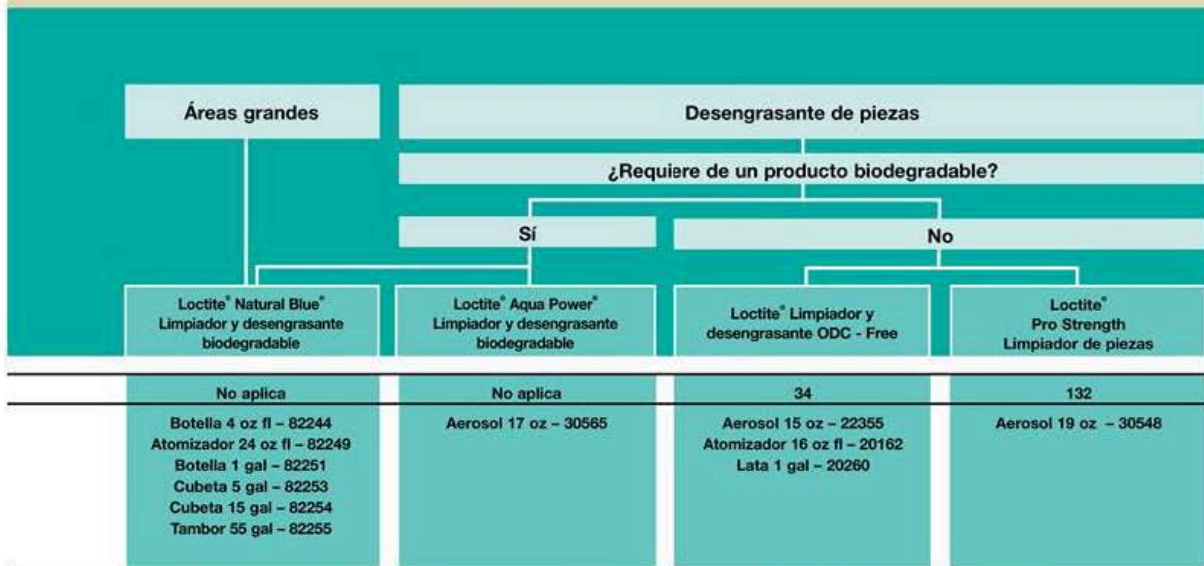 Áreas grandes
Desengrasante de piezas
¿Requiere de un producto biodegradable?
Sí
No
Loctite® Natural Blue®
Limpiador y desengrasante
biodegradable
Loctite® Aqua Power®
Limpiador y desengrasante
biodegradable
Loctite® Limpiador y
desengrasante ODC - Free
Loctite®
Pro Strength
Limpiador de piezas
No aplica
No aplica
34
132
Botella 4 oz fl – 82244
Atomizador 24 oz fl – 82249
Botella 1 gal – 82251
Cubeta 5 gal – 82253
Cubeta 15 gal – 82254
Tambor 55 gal – 82255
Aerosol 17 oz – 30565
Aerosol 15 oz – 22355
Atomizador 16 oz fl – 20162
Lata 1 gal – 20260
Aerosol 19 oz – 30548